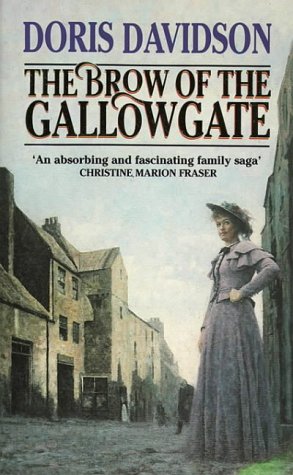 DORIS DAVIDSON
THE BROW OF THE
GALLOWGATE
'An absorbing and fascinating family saga'
CHRISTINE MARION FRASER